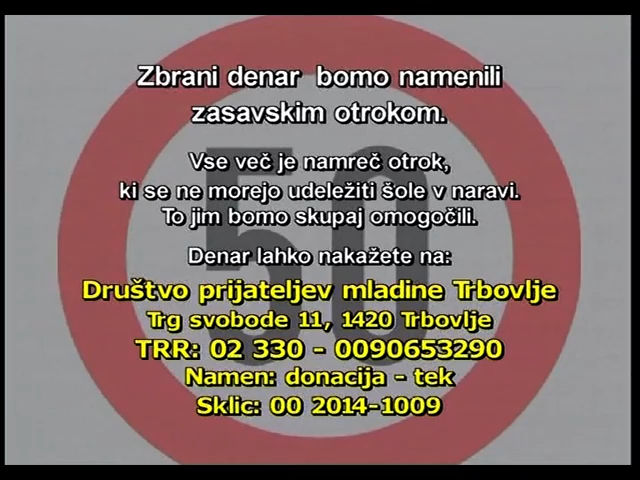 Zbrani denar bomo namenili
zasavskim otrokom.
Vse več je namreč otrok,
ki se ne morejo udeležiti šole v naravi.
To jim bomo skupaj omogočili.
Denar lahko nakažete na:
Društvo prijateljev mladine Trbovlje
Trg svobode 11, 1420 Trbovlje
TRR: 02 330 - 0090653290
Namen: donacija - tek
Sklic: 00 2014-1009
50